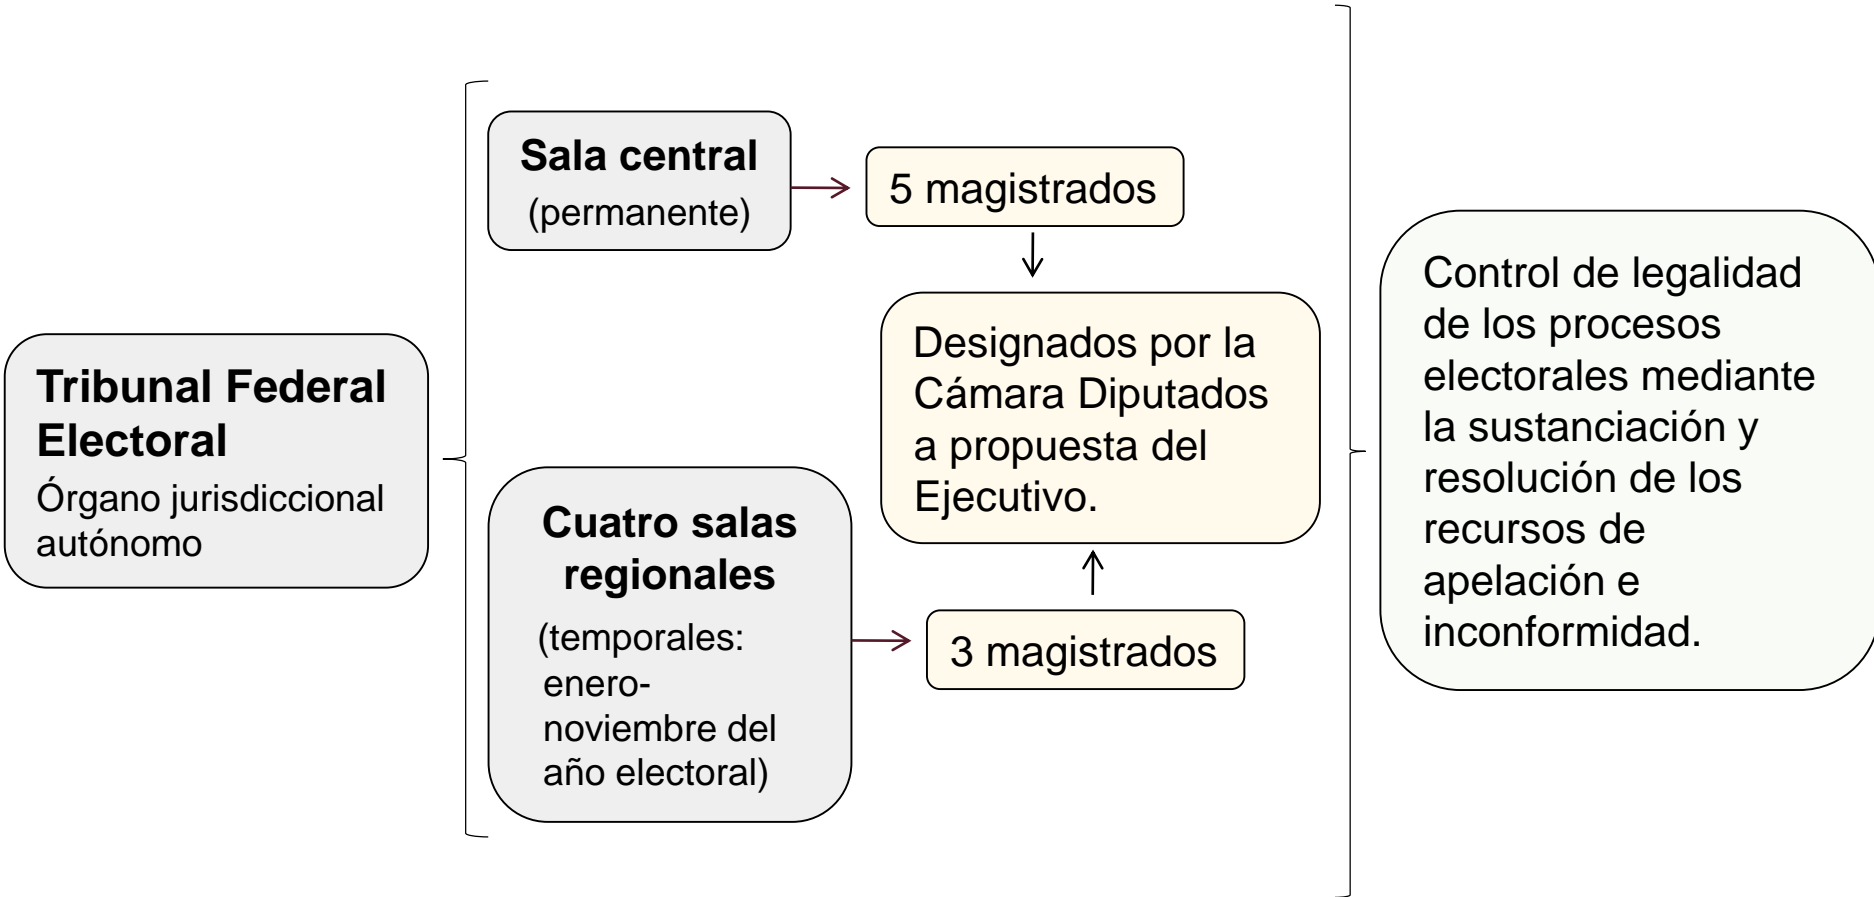 Tribunal Federal
Electoral
Órgano jurisdiccional
autónomo
Sala central
(permanente)
5 magistrados
Designados por la
Cámara Diputados
a propuesta del
Ejecutivo.
Cuatro salas
regionales
(temporales:
enero-
noviembre del
año electoral)
3 magistrados
Control de legalidad
de los procesos
electorales mediante
la sustanciación y
resolución de los
recursos de
apelación e
inconformidad.